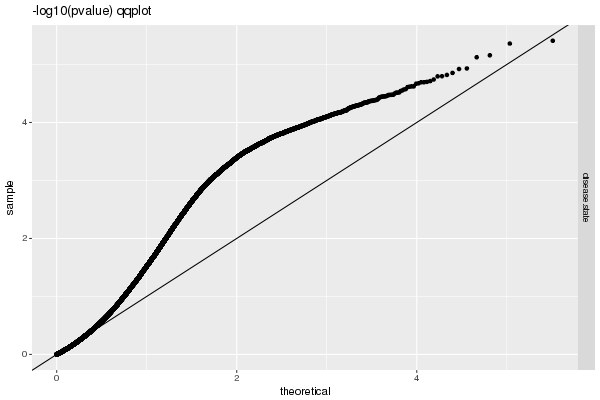 -log10(pvalue) qqplot
sample
4
2
0
0
2
4
theoretical
disease.state